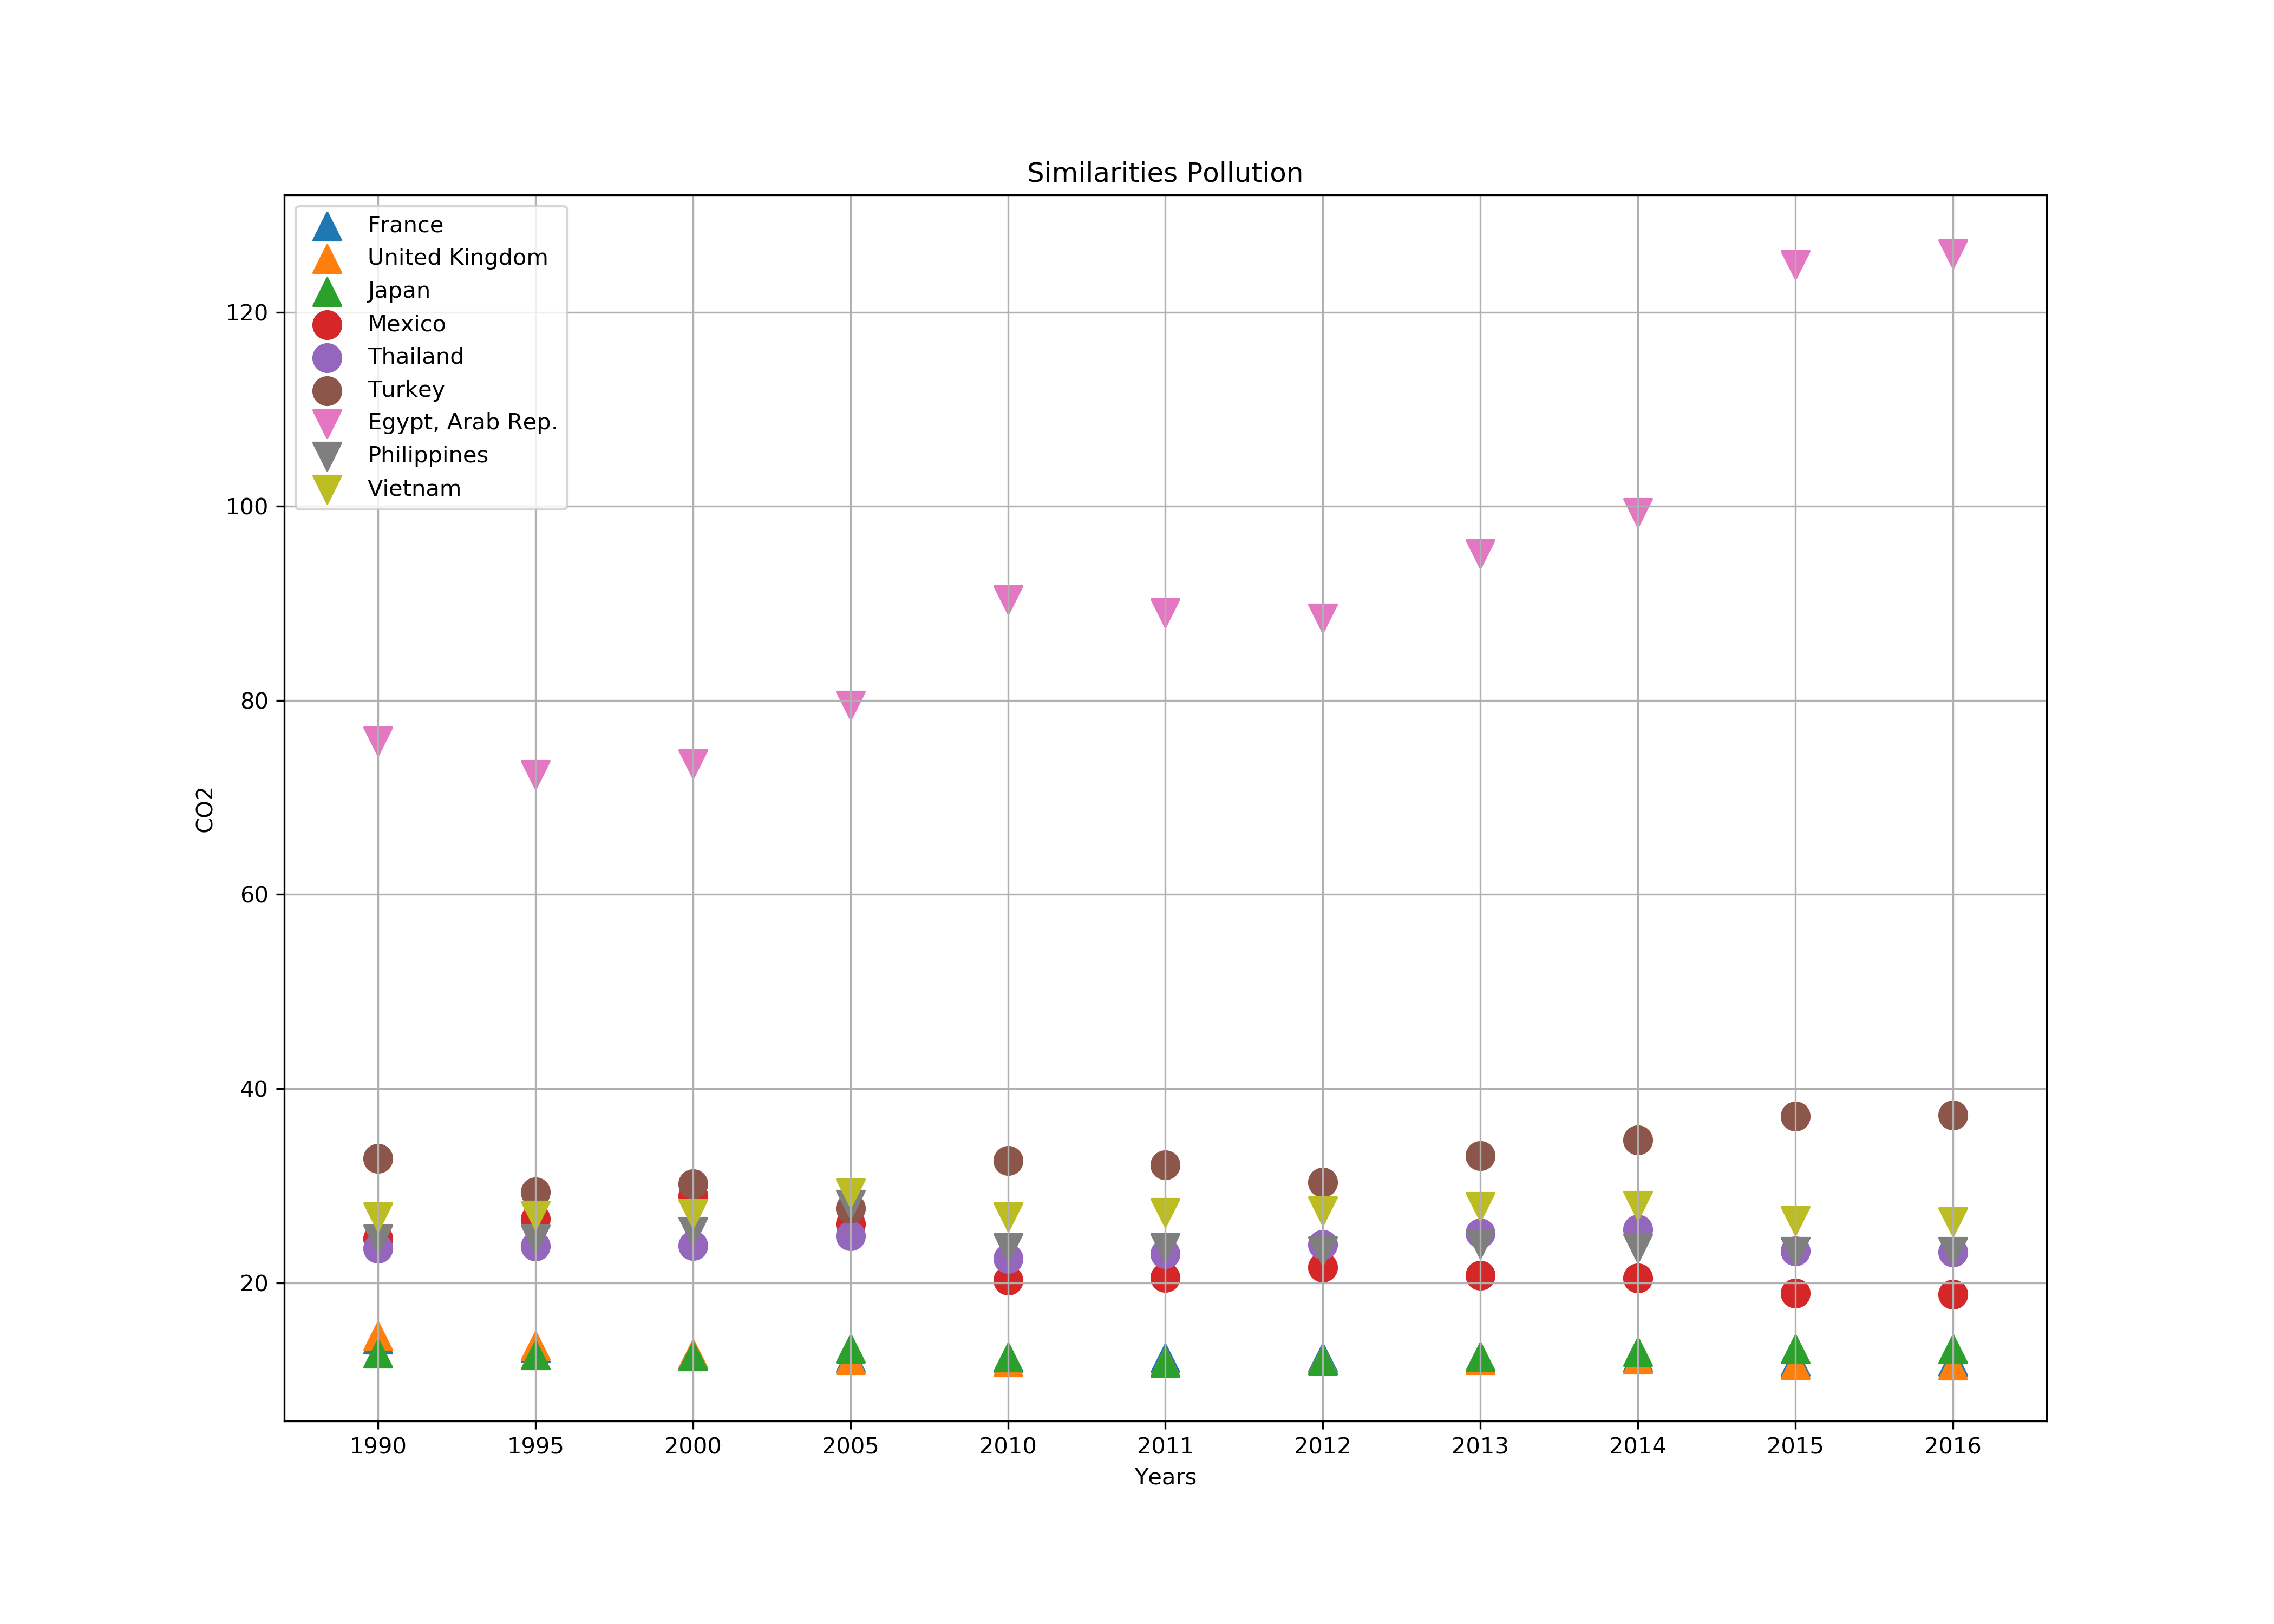 Similarities Pollution
France
United Kingdom
Japan
Mexico
Thailand
Turkey
Egypt, Arab Rep.
Philippines
Vietnam
120
100
80
60
40
20
CO2
1990 1995 2000 2005 2010 2011 2012 2013 2014 2015 2016
Years